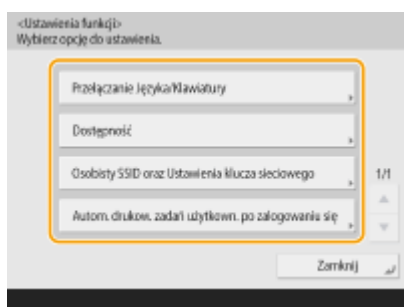 <Ustawienia funkcji>
Wybierz opcję do ustawienia.
Przełączanie Języka/Klawiatury
Dostępność
Osobisty SSID oraz Ustawienia klucza sieciowego
1/1
Autom. drukow. zadań użytkown. po zalogowaniu się
Zamknij